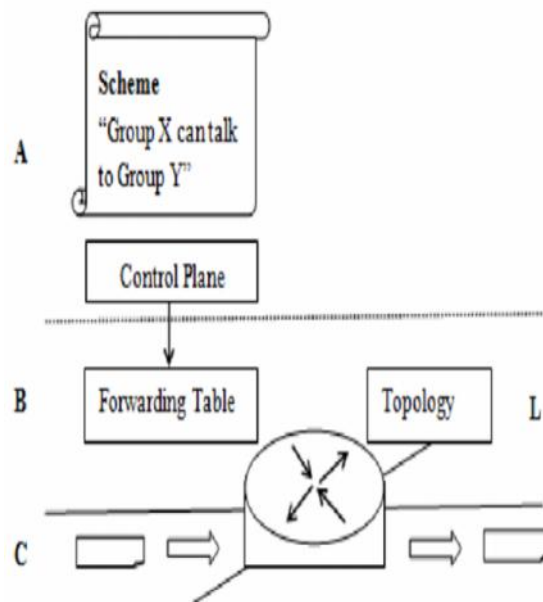 Scheme
“Group X can talk
to Group Y”
A
Control Plane
B
Forwarding Table
Topology
L
C